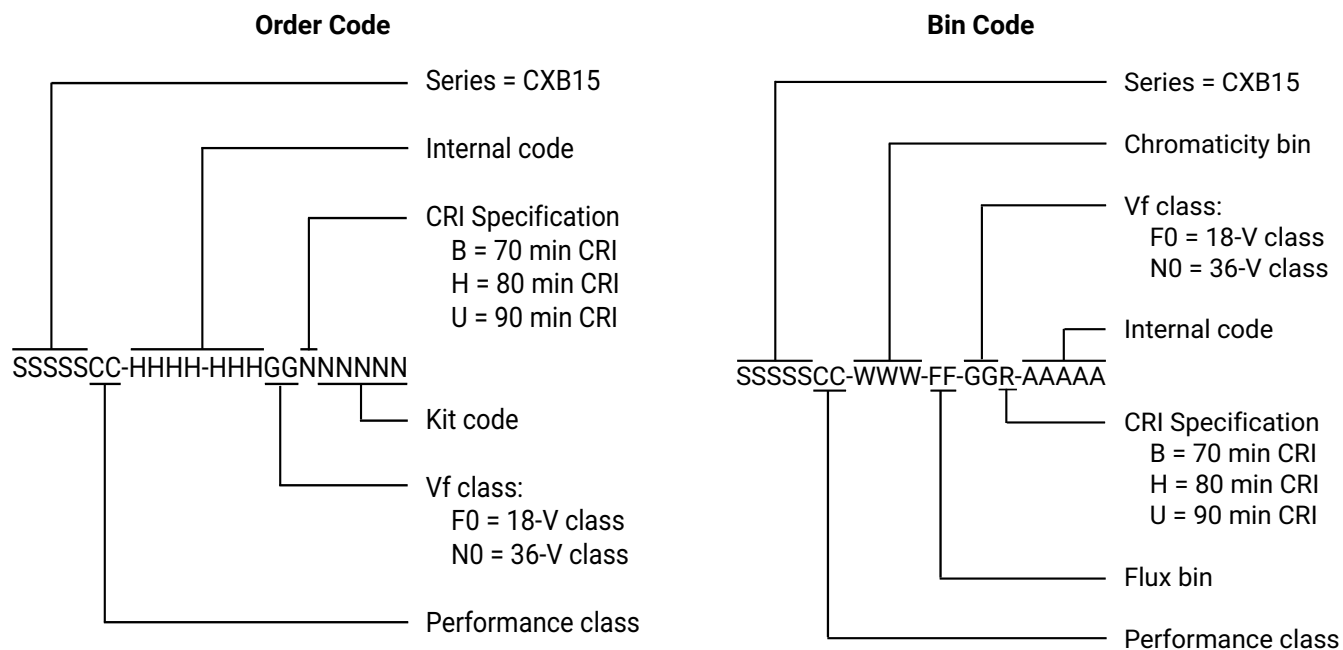 Order Code
Series = CXB15
Internal code
CRI Specification
B = 70 min CRI
H = 80 min CRI
U = 90 min CRI
SSSSSCC-HHHH-HHHGGNNNNNN
Kit code
Vf class:
F0 = 18-V class
N0 = 36-V class
Performance class
Bin Code
Series = CXB15
Chromaticity bin
Vf class:
F0 = 18-V class
N0 = 36-V class
Internal code
SSSSSCC-WWW-FF-GGR-AAAAA
CRI Specification
B = 70 min CRI
H = 80 min CRI
U = 90 min CRI
Flux bin
Performance class